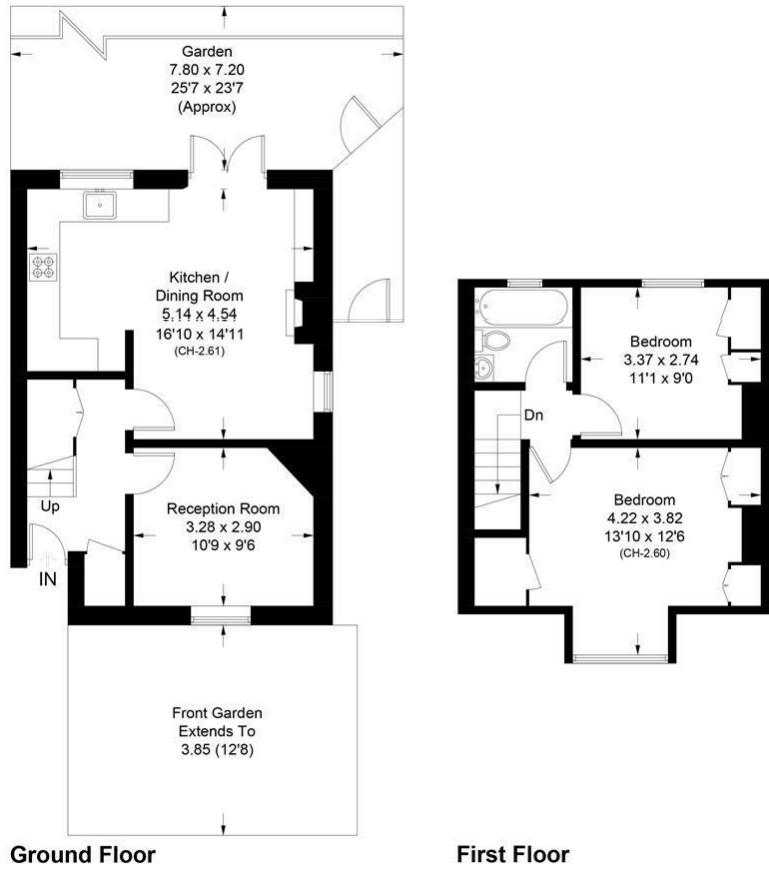 Garden
7.80 x 7.20
25'7 x 23'7
(Approx)
Kitchen /
Dining Room
5.14 x 4.54
16'10 x 14'11
(CH-2.61)
Up
IN
Reception Room
3.28 x 2.90
10'9 x 9'6
Front Garden
Extends To
3.85 (12'8)
Ground Floor
Bedroom
3.37 x 2.74
11'1 x 9'0
Dn
Bedroom
4.22 x 3.82
13'10 x 12'6
(CH-2.60)
First Floor